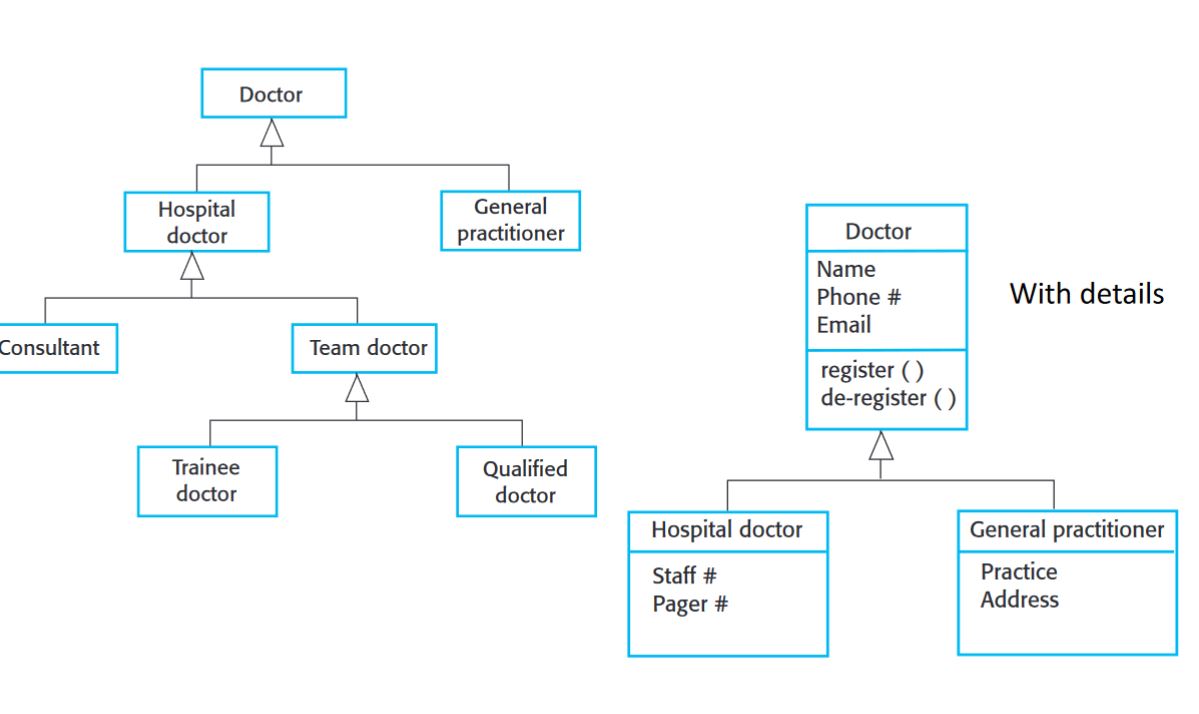 Doctor
Hospital
doctor
General
practitioner
Consultant
Team doctor
Trainee
doctor
Qualified
doctor
Doctor
Name
Phone #
Email
register ( )
de-register ( )
With details
Hospital doctor
Staff #
Pager #
General practitioner
Practice
Address